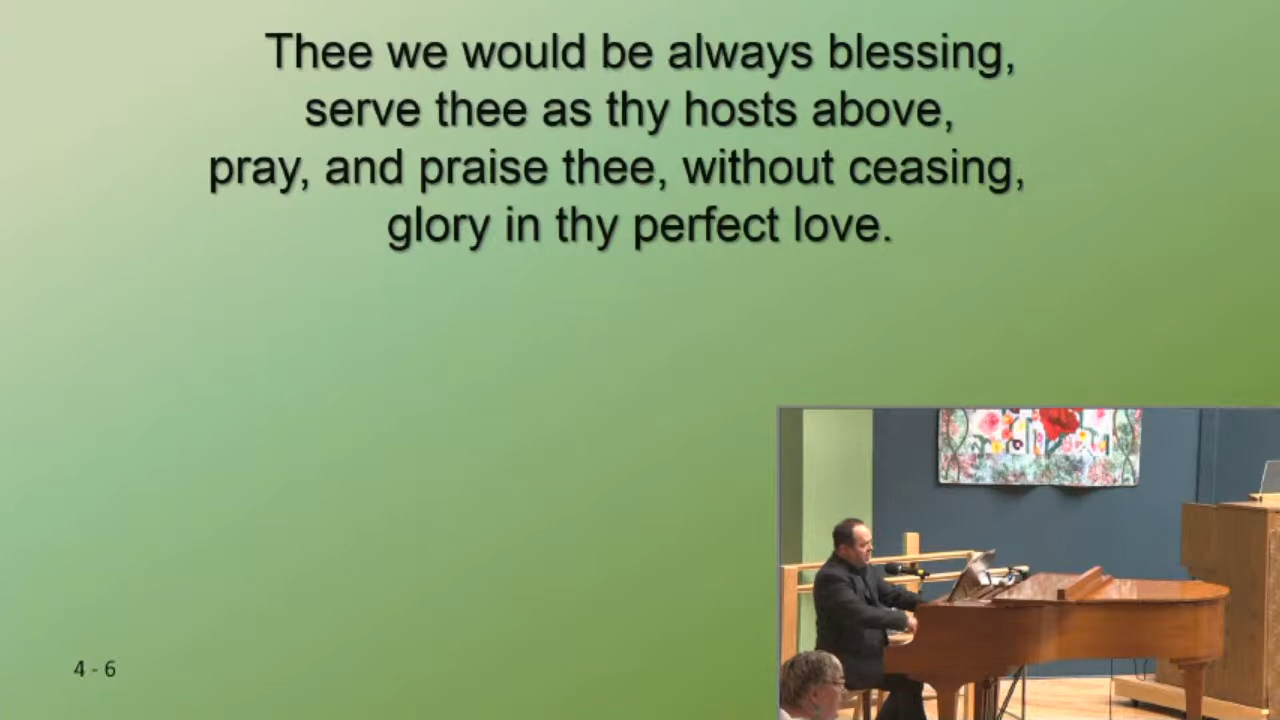 Thee we would be always blessing,
serve thee as thy hosts above,
pray, and praise thee, without ceasing,
glory in thy perfect love.
4 - 6